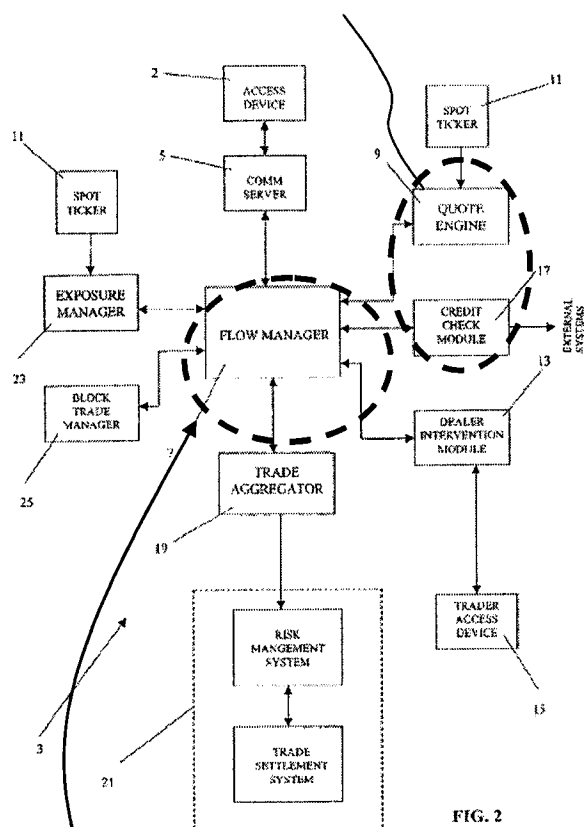 2
ACCESS
DEVICE
11
SPOT
TICKER
11
SPOT
TICKER
5
COMM
SERVER
9
QUOTE
ENGINE
EXPOSURE
MANAGER
23
FLOW MANAGER
17
CREDIT
CHECK
MODULE
EXTERNAL
SYSTEMS
BLOCK
TRADE
MANAGER
25
13
DEALER
INTERVENTION
MODULE
TRADE
AGGREGATOR
19
RISK
MANGEMENT
SYSTEM
TRADER
ACCESS
DEVICE
15
3
21
TRADE
SETTLEMENT
SYSTEM
FIG. 2